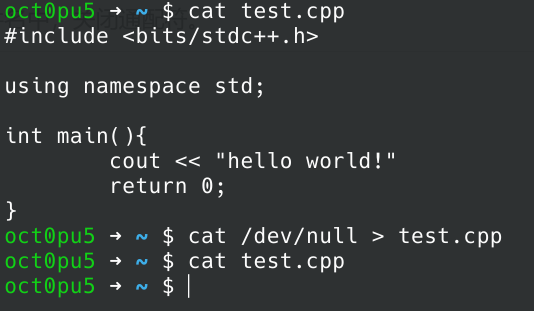 oct0pu5 → ~ $ cat test.cpp
#include <bits/stdc++.h>
using namespace std;
int main(){
cout << "hello world!"
return 0;
}
oct0pu5 → ~ $ cat /dev/null > test.cpp
oct0pu5 → ~ $ cat test.cpp
oct0pu5 → ~ $